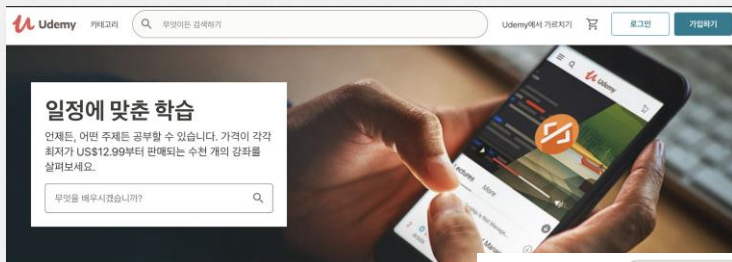 Udemy 카테고리 무엇이든 검색하기 Udemy에서 가르치기 로그인 가입하기
일정에 맞춘 학습
언제든, 어떤 주제든 공부할 수 있습니다. 가격이 각각
최저가 US$12.99부터 판매되는 수천 개의 강좌를
살펴보세요.
무엇을 배우시겠습니까?
Udemy
Lectures More